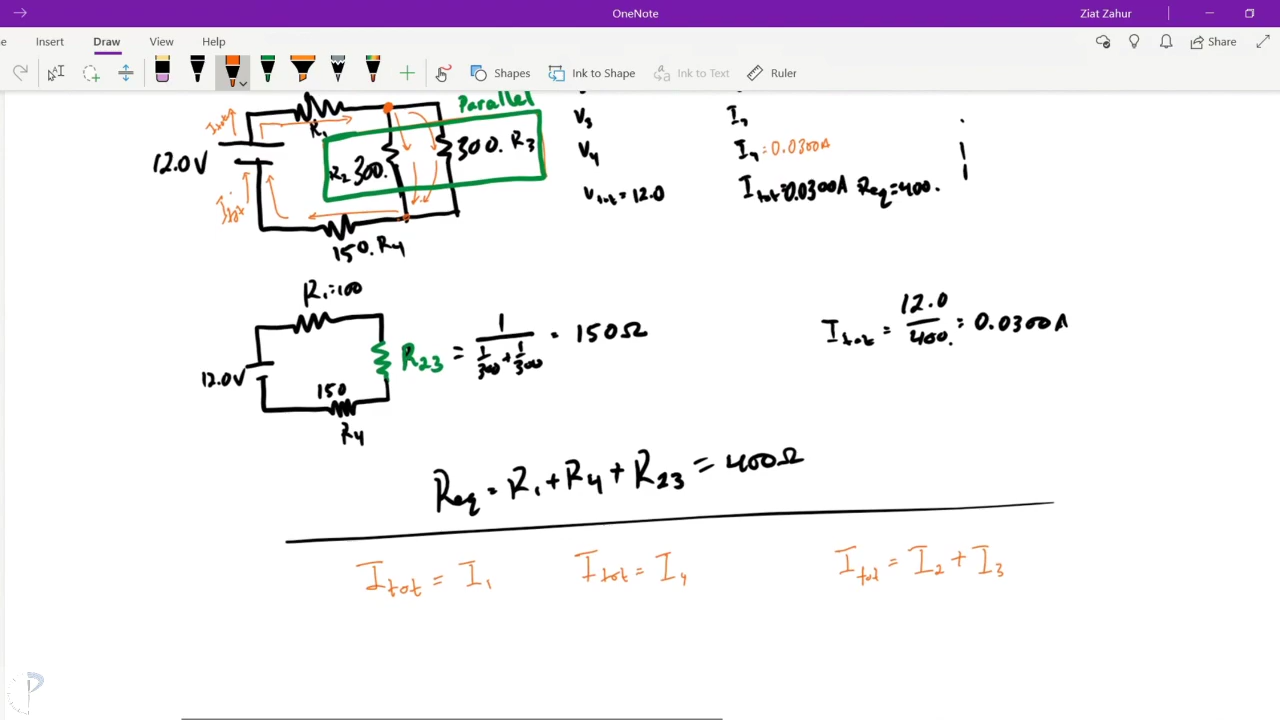 OneNote
Ziat Zahur
Insert Draw View Help
Share
Shapes
Ink to Shape
Ink to Text
Ruler
Parallel
Itot
R1
12.0V
R2 300.
300. R3
Itot
150. R4
V3
V4
Vtot = 12.0
I4 = 0.0300A
Itot = 0.0300A Req = 400.
R1 = 100
12.0V
150
R4
R23 = 1 / (1/300 + 1/300) = 150Ω
Itot = 12.0 / 400. = 0.0300A
Req = R1 + R4 + R23 = 400Ω
Itot = I1
Itot = I4
Itot = I2 + I3